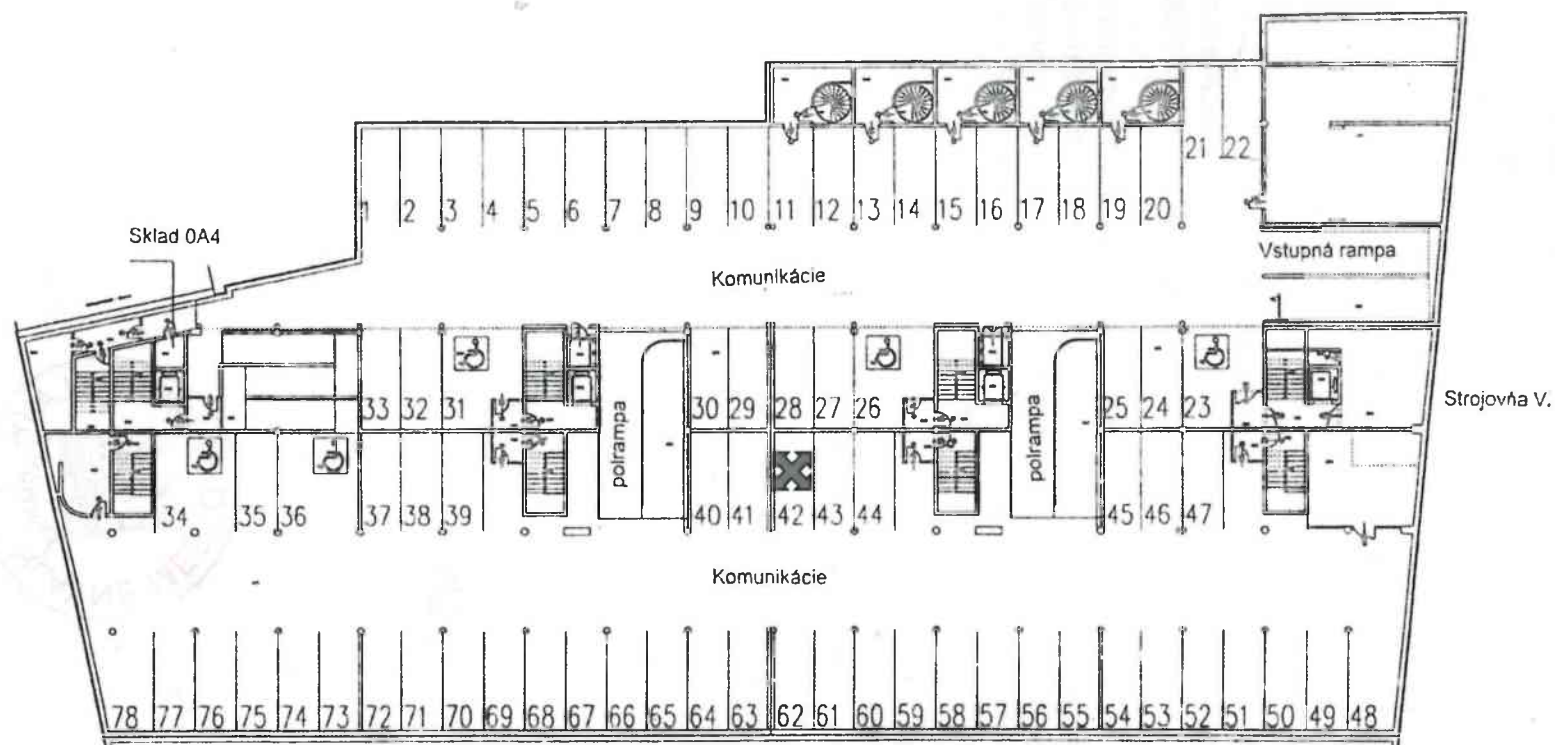 21 22
1 2 3 4 5 6 7 8 9 10 11 12 13 14 15 16 17 18 19 20
Sklad 0A4
Vstupná rampa
Komunikácie
33 32 31 polrampa 30 29 28 27 26 polrampa 25 24 23
Strojovňa V.
34 35 36 37 38 39 40 41 42 43 44 45 46 47
Komunikácie
78 77 76 75 74 73 72 71 70 69 68 67 66 65 64 63 62 61 60 59 58 57 56 55 54 53 52 51 50 49 48